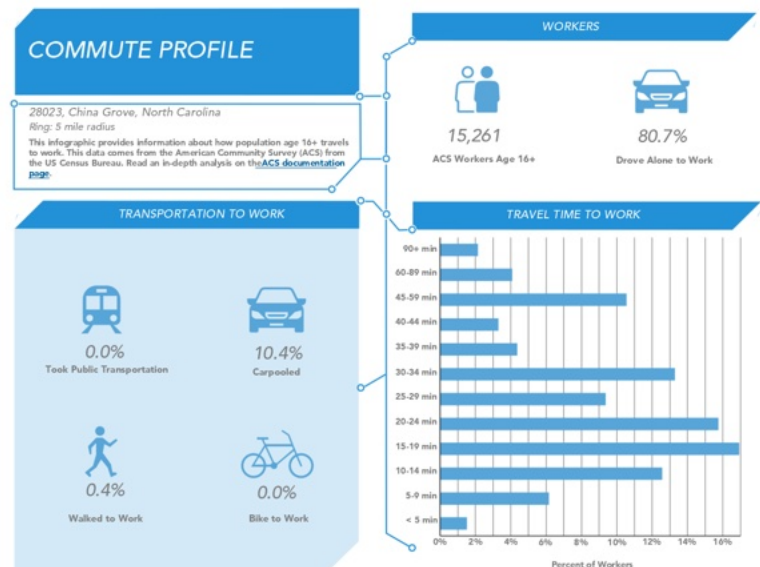 COMMUTE PROFILE
28023, China Grove, North Carolina
Ring: 5 mile radius
This infographic provides information about how population age 16+ travels
to work. This data comes from the American Community Survey (ACS) from
the US Census Bureau. Read an in-depth analysis on the ACS documentation
page.
WORKERS
15,261
ACS Workers Age 16+
80.7%
Drove Alone to Work
TRANSPORTATION TO WORK
0.0%
Took Public Transportation
10.4%
Carpooled
0.4%
Walked to Work
0.0%
Bike to Work
TRAVEL TIME TO WORK
90+ min
60-89 min
45-59 min
40-44 min
35-39 min
30-34 min
25-29 min
20-24 min
15-19 min
10-14 min
5-9 min
< 5 min
0% 2% 4% 6% 8% 10% 12% 14% 16%
Percent of Workers